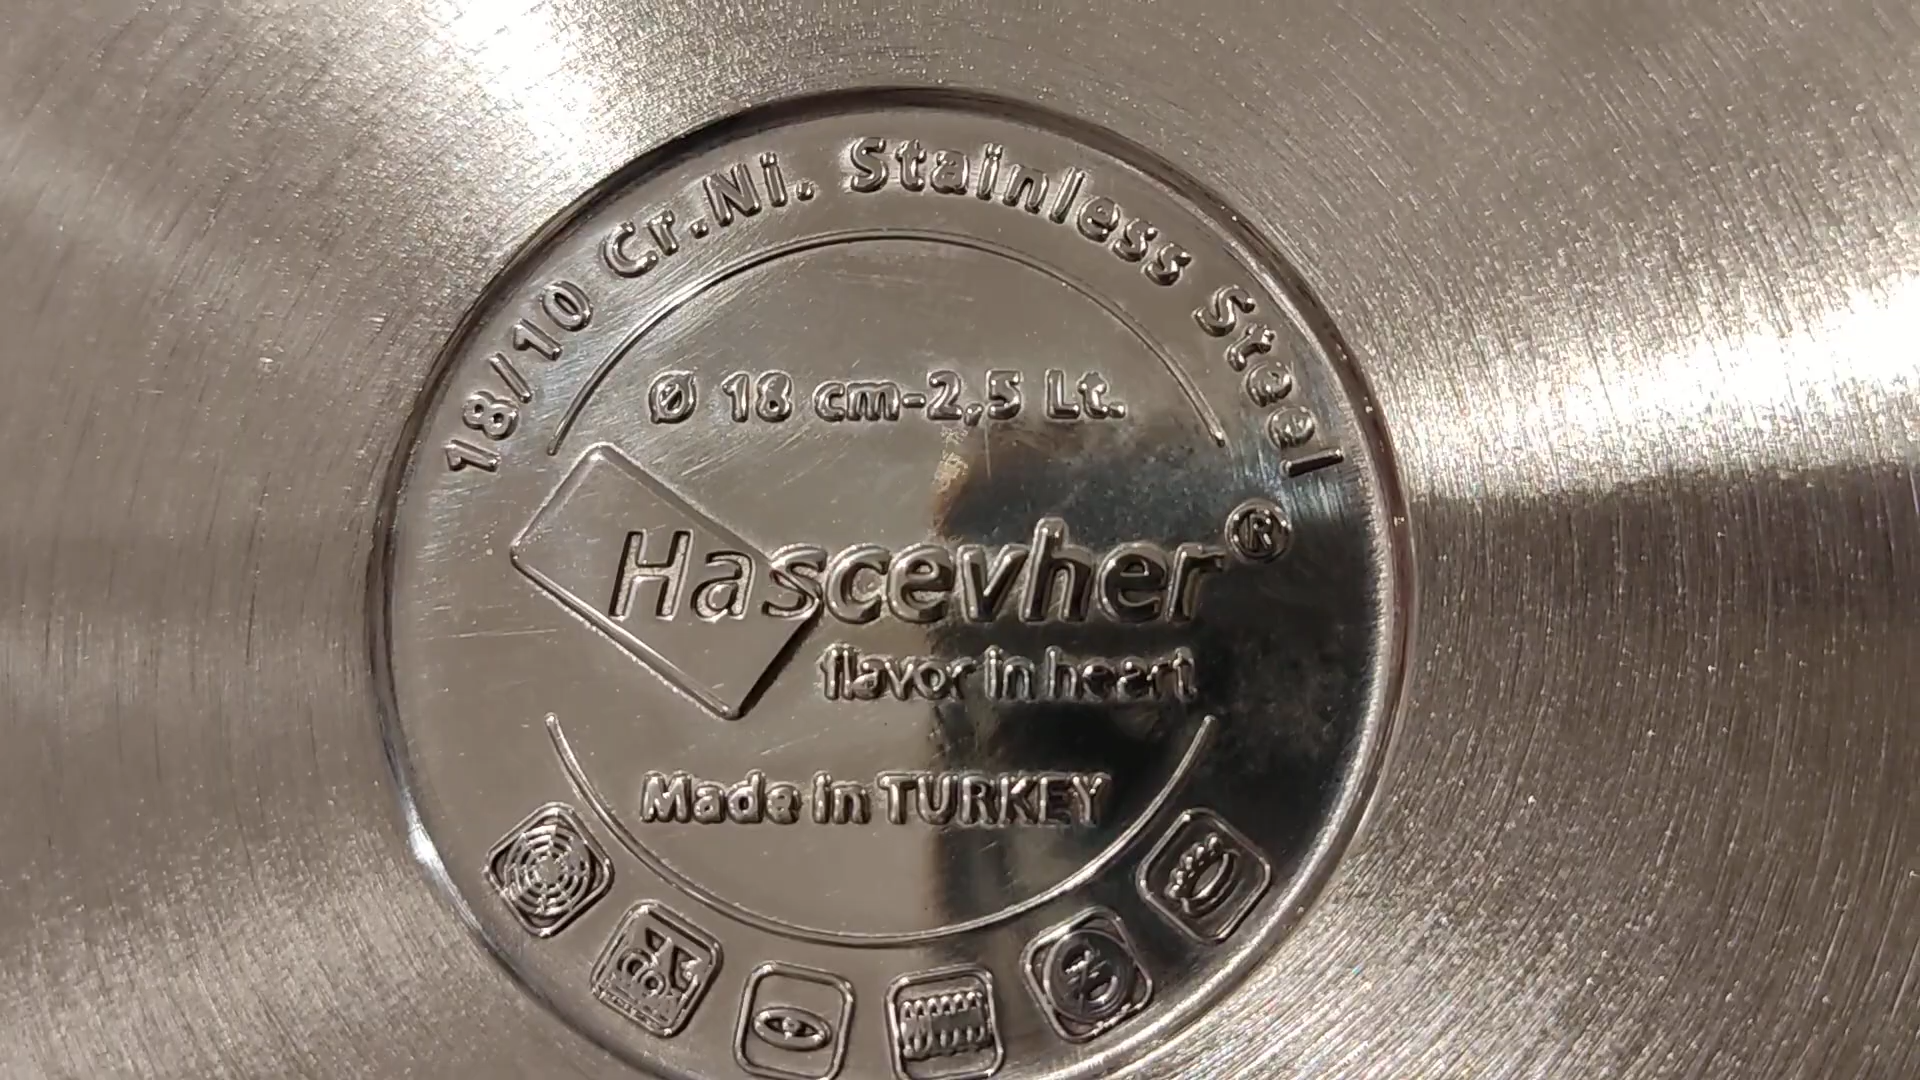 18/10 Cr.Ni. Stainless Steel
Ø 18 cm-2,5 Lt.
Hascevher®
flavor in heart
Made in TURKEY